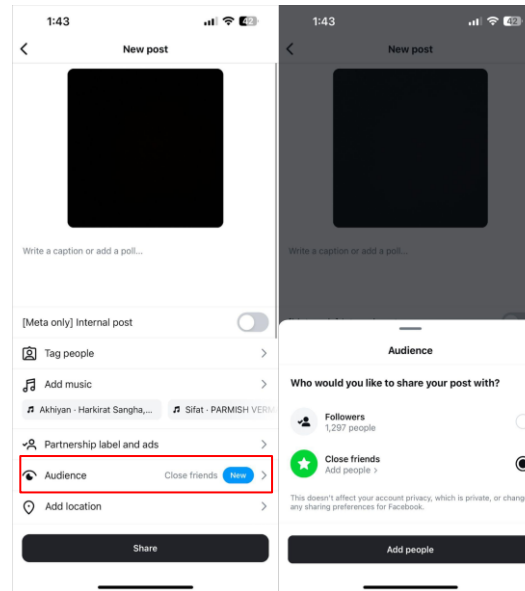 1:43
42
New post
Write a caption or add a poll...
[Meta only] Internal post
Tag people
Add music
Akhiyan · Harkirat Sangha,...
Sifat · PARMISH VERM
Partnership label and ads
Audience
Close friends
New
Add location
Share
1:43
42
New post
Write a caption or add a poll...
Audience
Who would you like to share your post with?
Followers
1,297 people
Close friends
Add people >
This doesn't affect your account privacy, which is private, or change
any sharing preferences for Facebook.
Add people